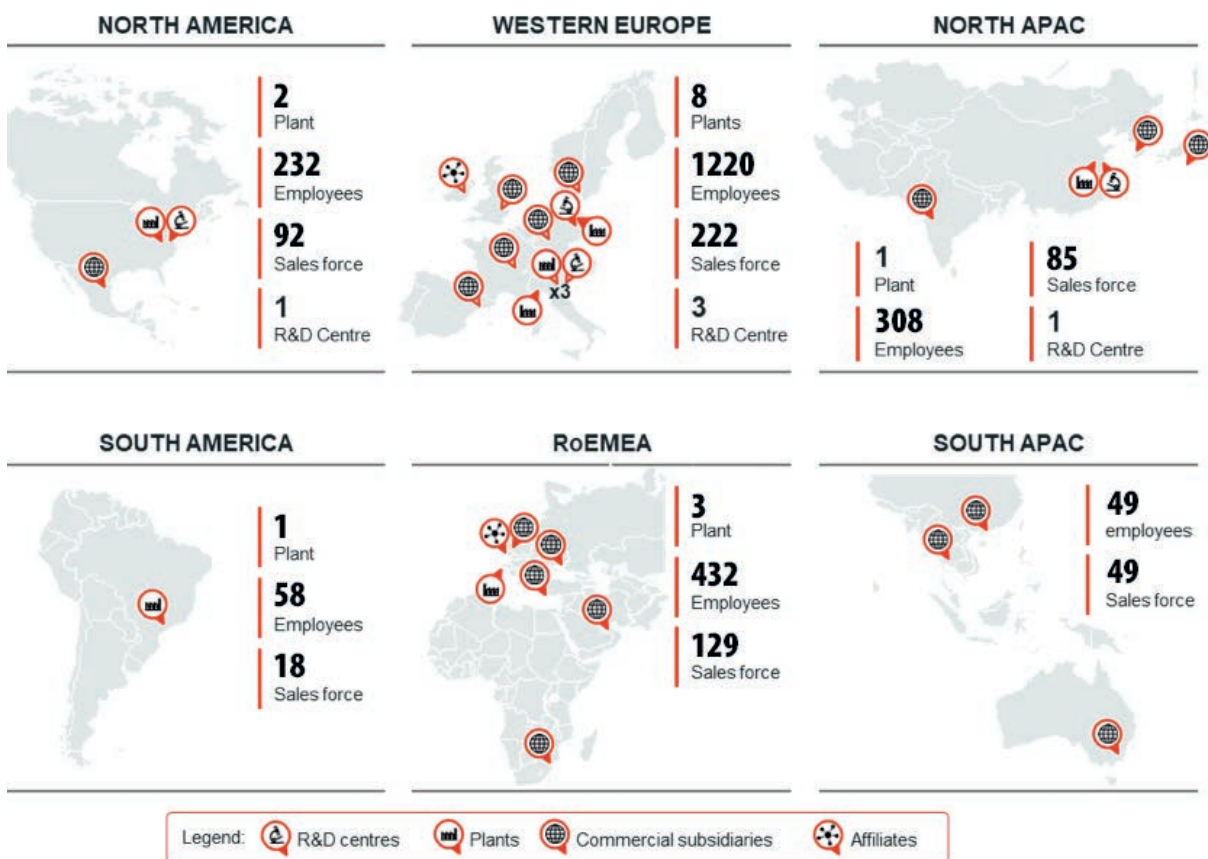 NORTH AMERICA
2
Plant
232
Employees
92
Sales force
1
R&D Centre
WESTERN EUROPE
x3
8
Plants
1220
Employees
222
Sales force
3
R&D Centre
NORTH APAC
1
Plant
308
Employees
85
Sales force
1
R&D Centre
SOUTH AMERICA
1
Plant
58
Employees
18
Sales force
RoEMEA
3
Plant
432
Employees
129
Sales force
SOUTH APAC
49
employees
49
Sales force
Legend: R&D centres Plants Commercial subsidiaries Affiliates